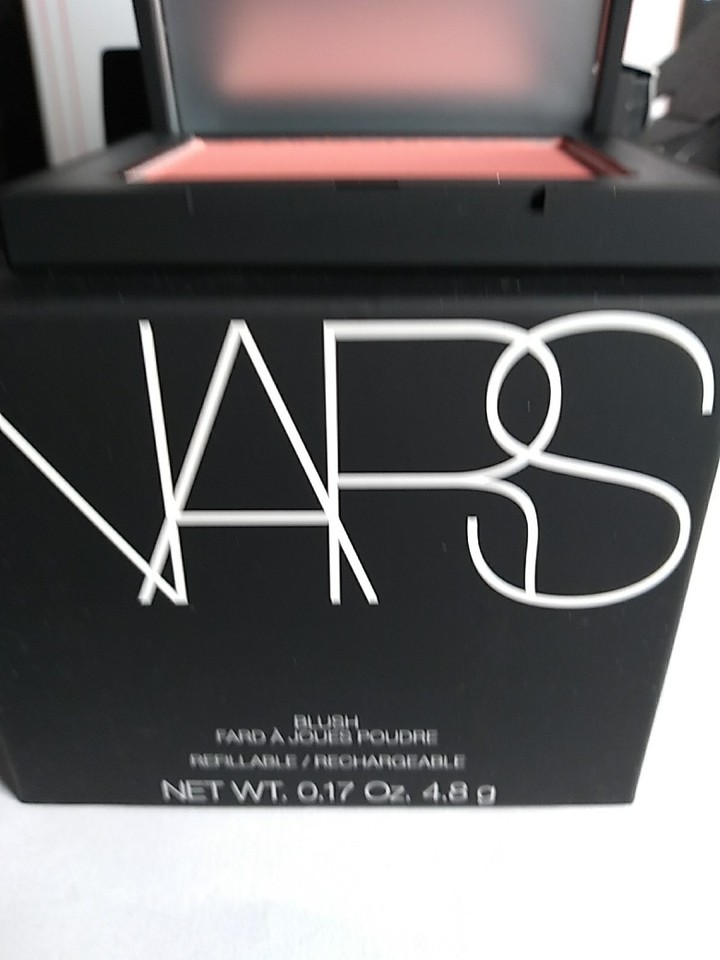 NARS
BLUSH
FARD À JOUES POUDRE
REFILLABLE / RECHARGEABLE
NET WT. 0.17 Oz. 4.8 g